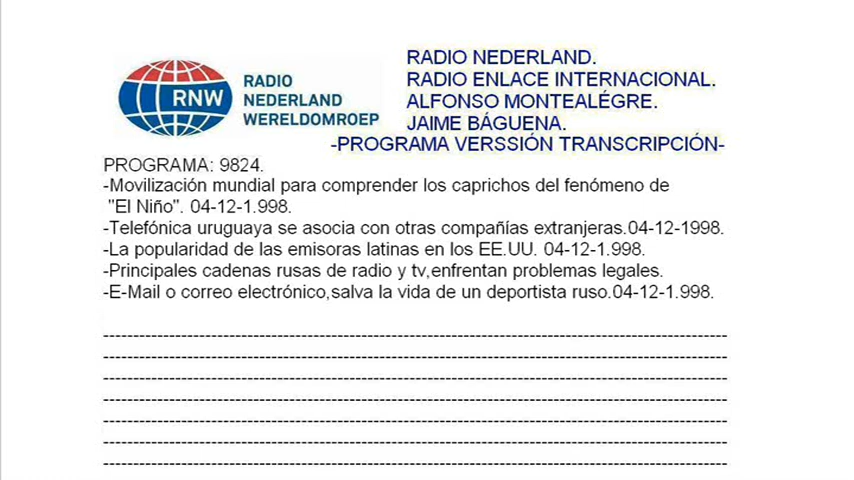 RNW
RADIO
NEDERLAND
WERELDOMROEP
RADIO NEDERLAND.
RADIO ENLACE INTERNACIONAL.
ALFONSO MONTEALÉGRE.
JAIME BÁGUENA.
-PROGRAMA VERSSIÓN TRANSCRIPCIÓN-
PROGRAMA: 9824.
-Movilización mundial para comprender los caprichos del fenómeno de
"El Niño". 04-12-1.998.
-Telefónica uruguaya se asocia con otras compañías extranjeras.04-12-1998.
-La popularidad de las emisoras latinas en los EE.UU. 04-12-1.998.
-Principales cadenas rusas de radio y tv,enfrentan problemas legales.
-E-Mail o correo electrónico,salva la vida de un deportista ruso.04-12-1.998.